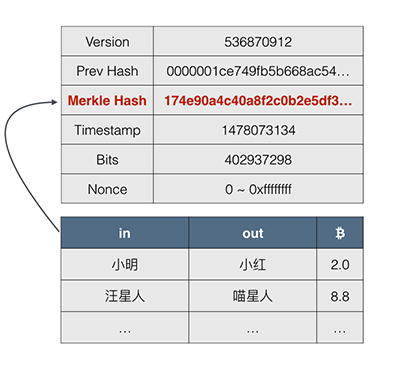 Version 536870912
Prev Hash 0000001ce749fb5b668ac54…
Merkle Hash 174e90a4c40a8f2c0b2e5df3…
Timestamp 1478073134
Bits 402937298
Nonce 0 ~ 0xffffffff
in out ₿
小明 小红 2.0
汪星人 喵星人 8.8
… … …